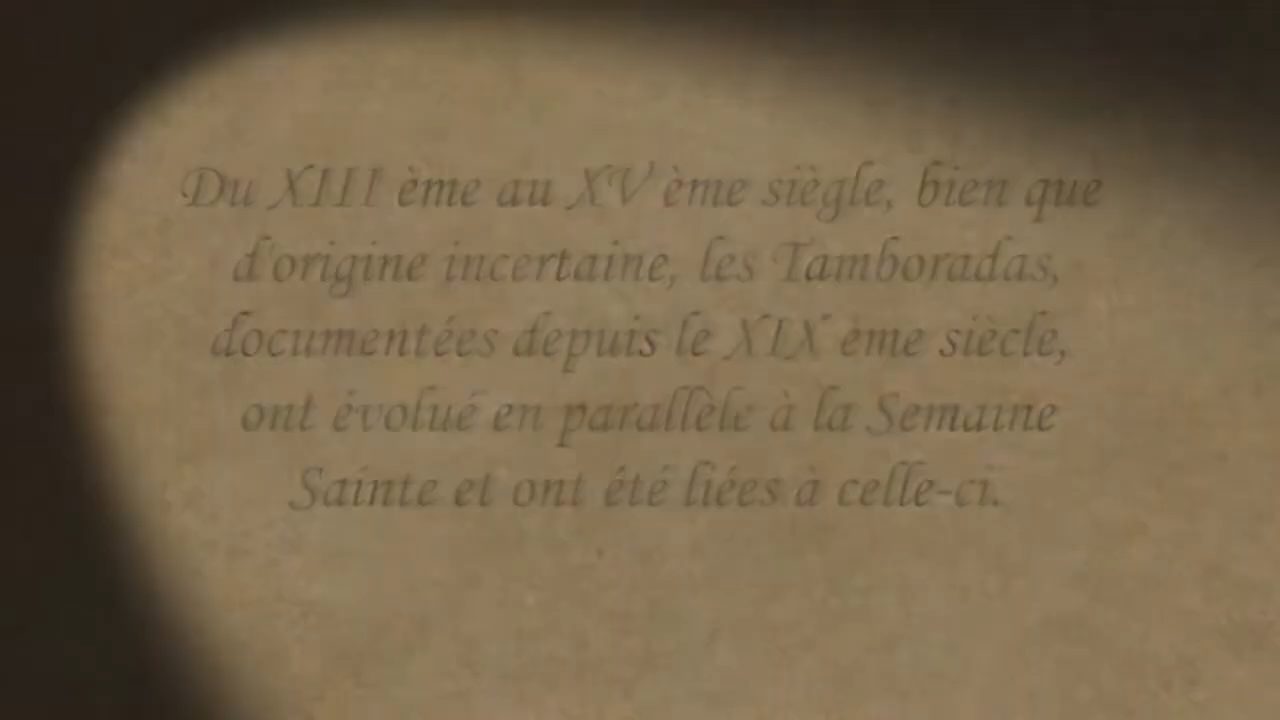 Du XIII ème au XV ème siègle, bien que
d'origine incertaine, les Tamboradas,
documentées depuis le XIX ème siècle,
ont évolué en parallèle à la Semaine
Sainte et ont été liées à celle-ci.